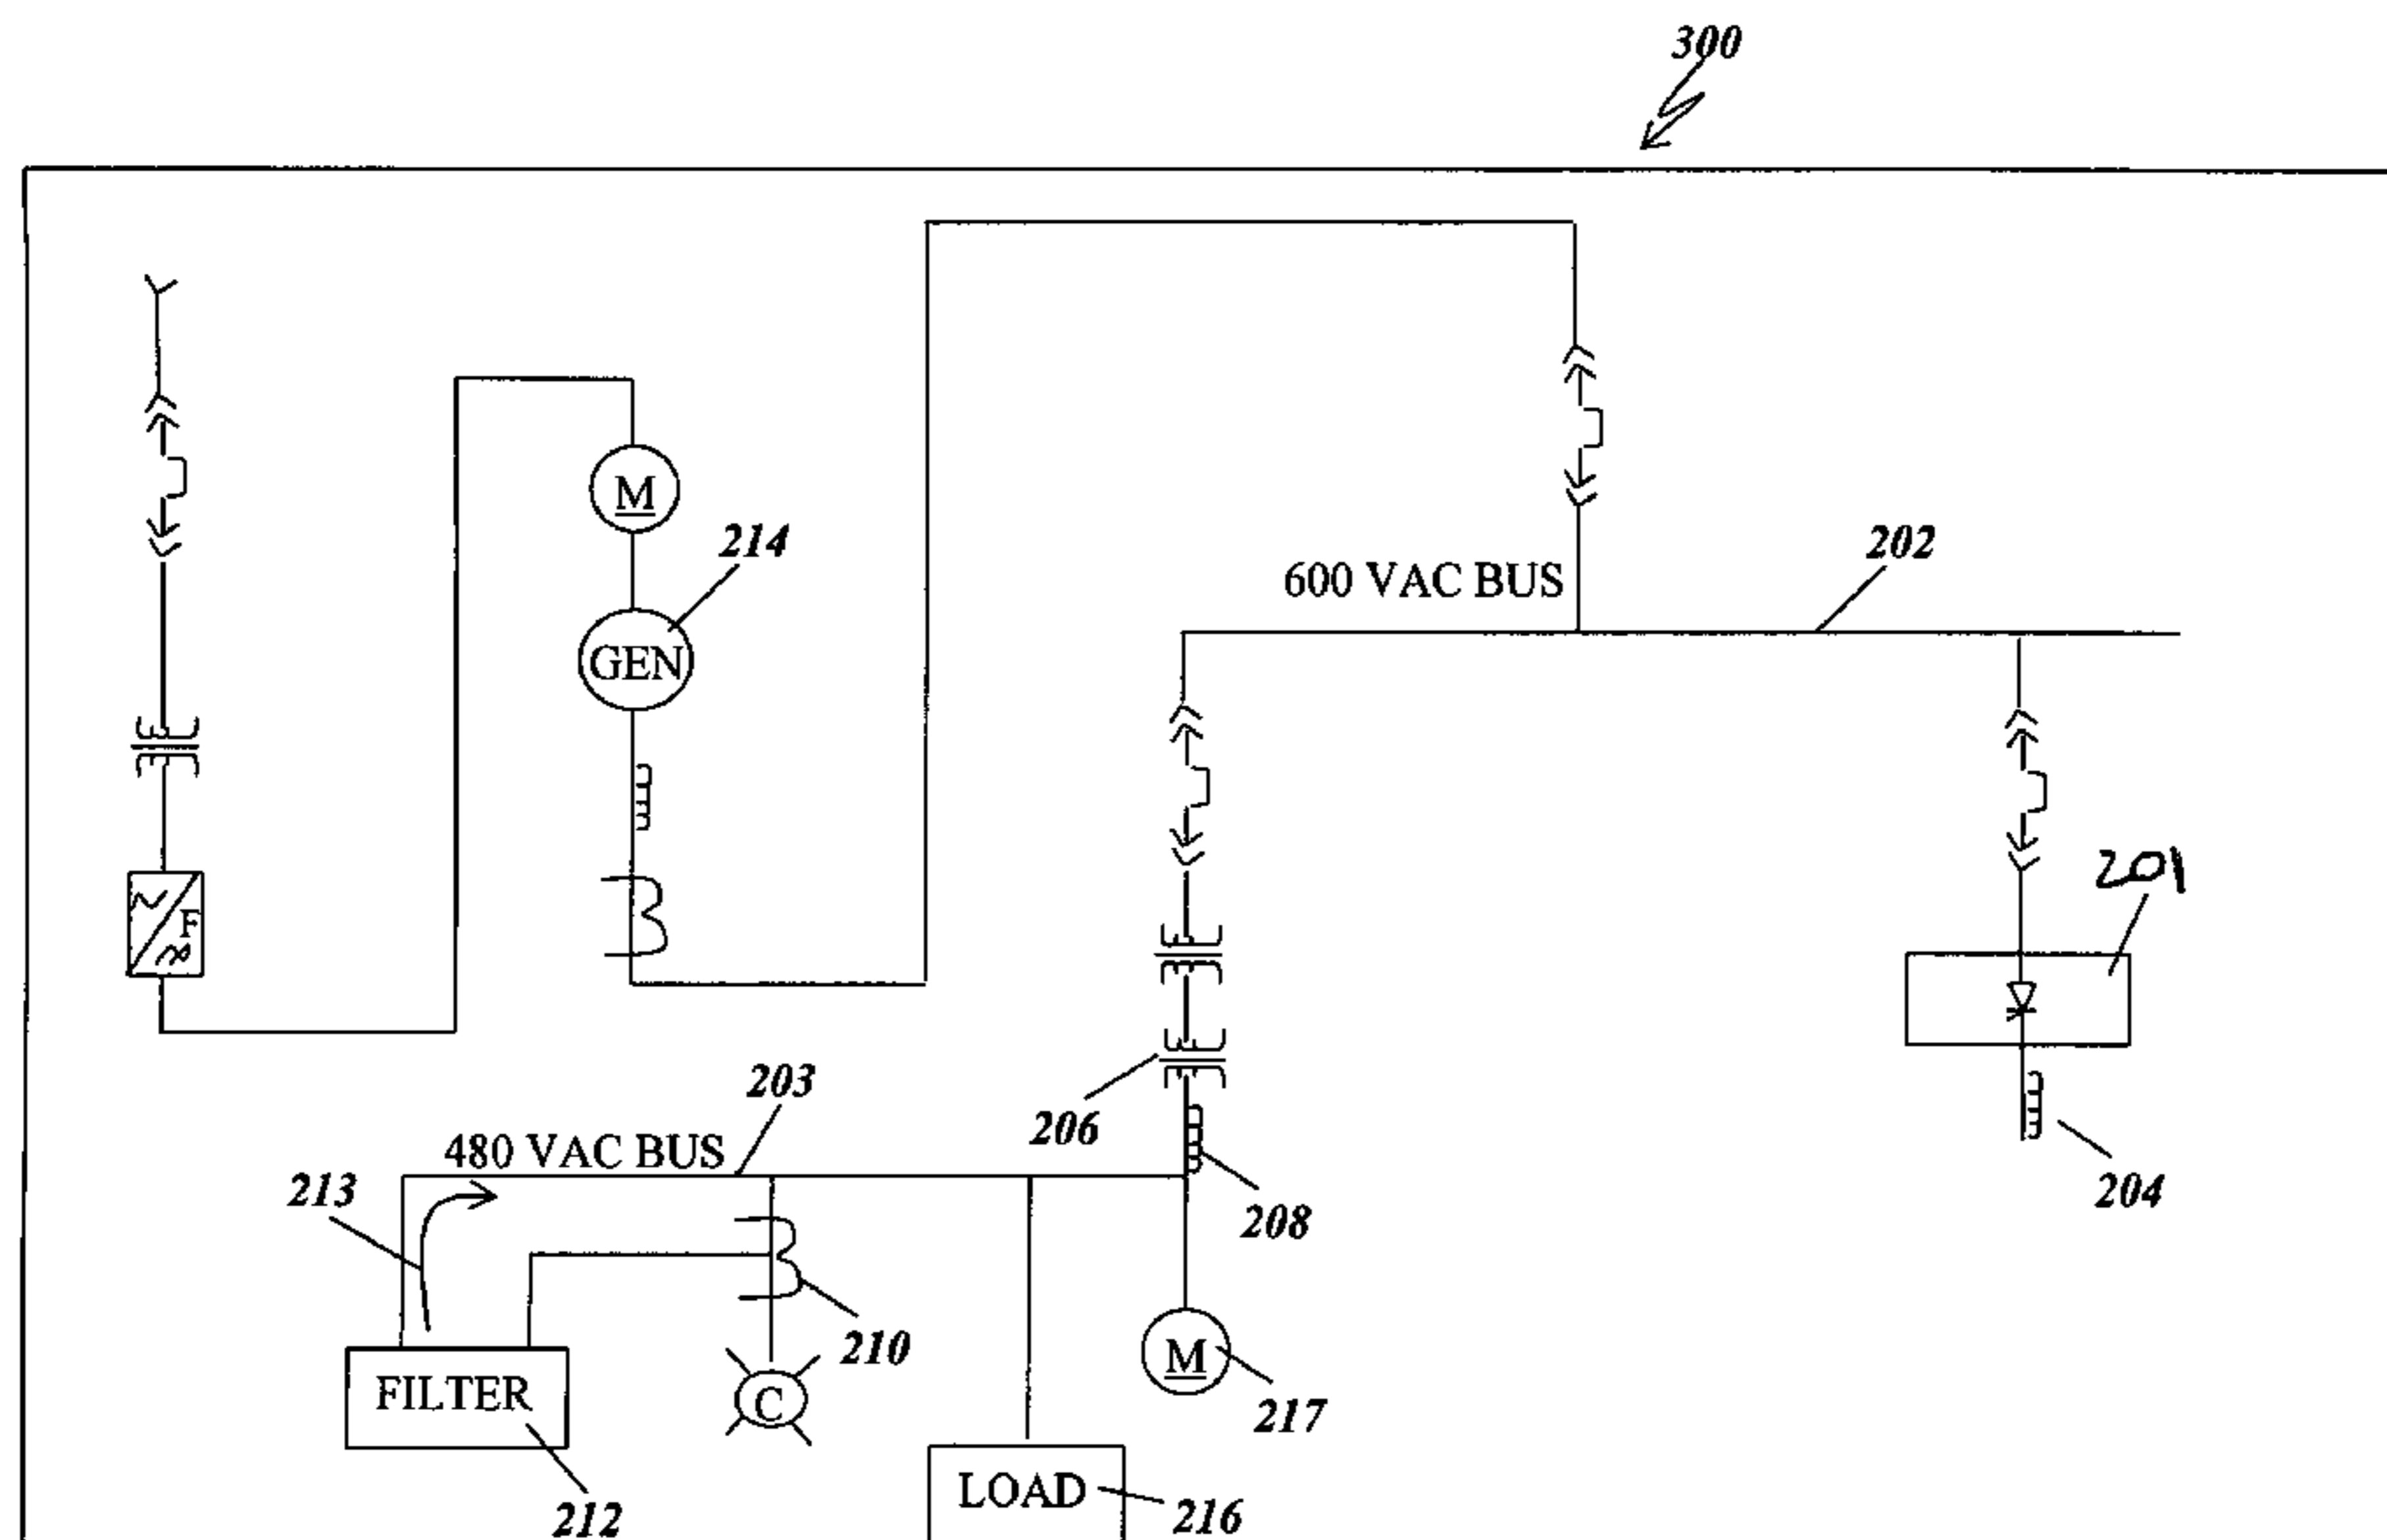 300
M
214
GEN
600 VAC BUS
202
F
201
203
206
480 VAC BUS
213
208
204
210
FILTER
C
M
217
LOAD
212
216